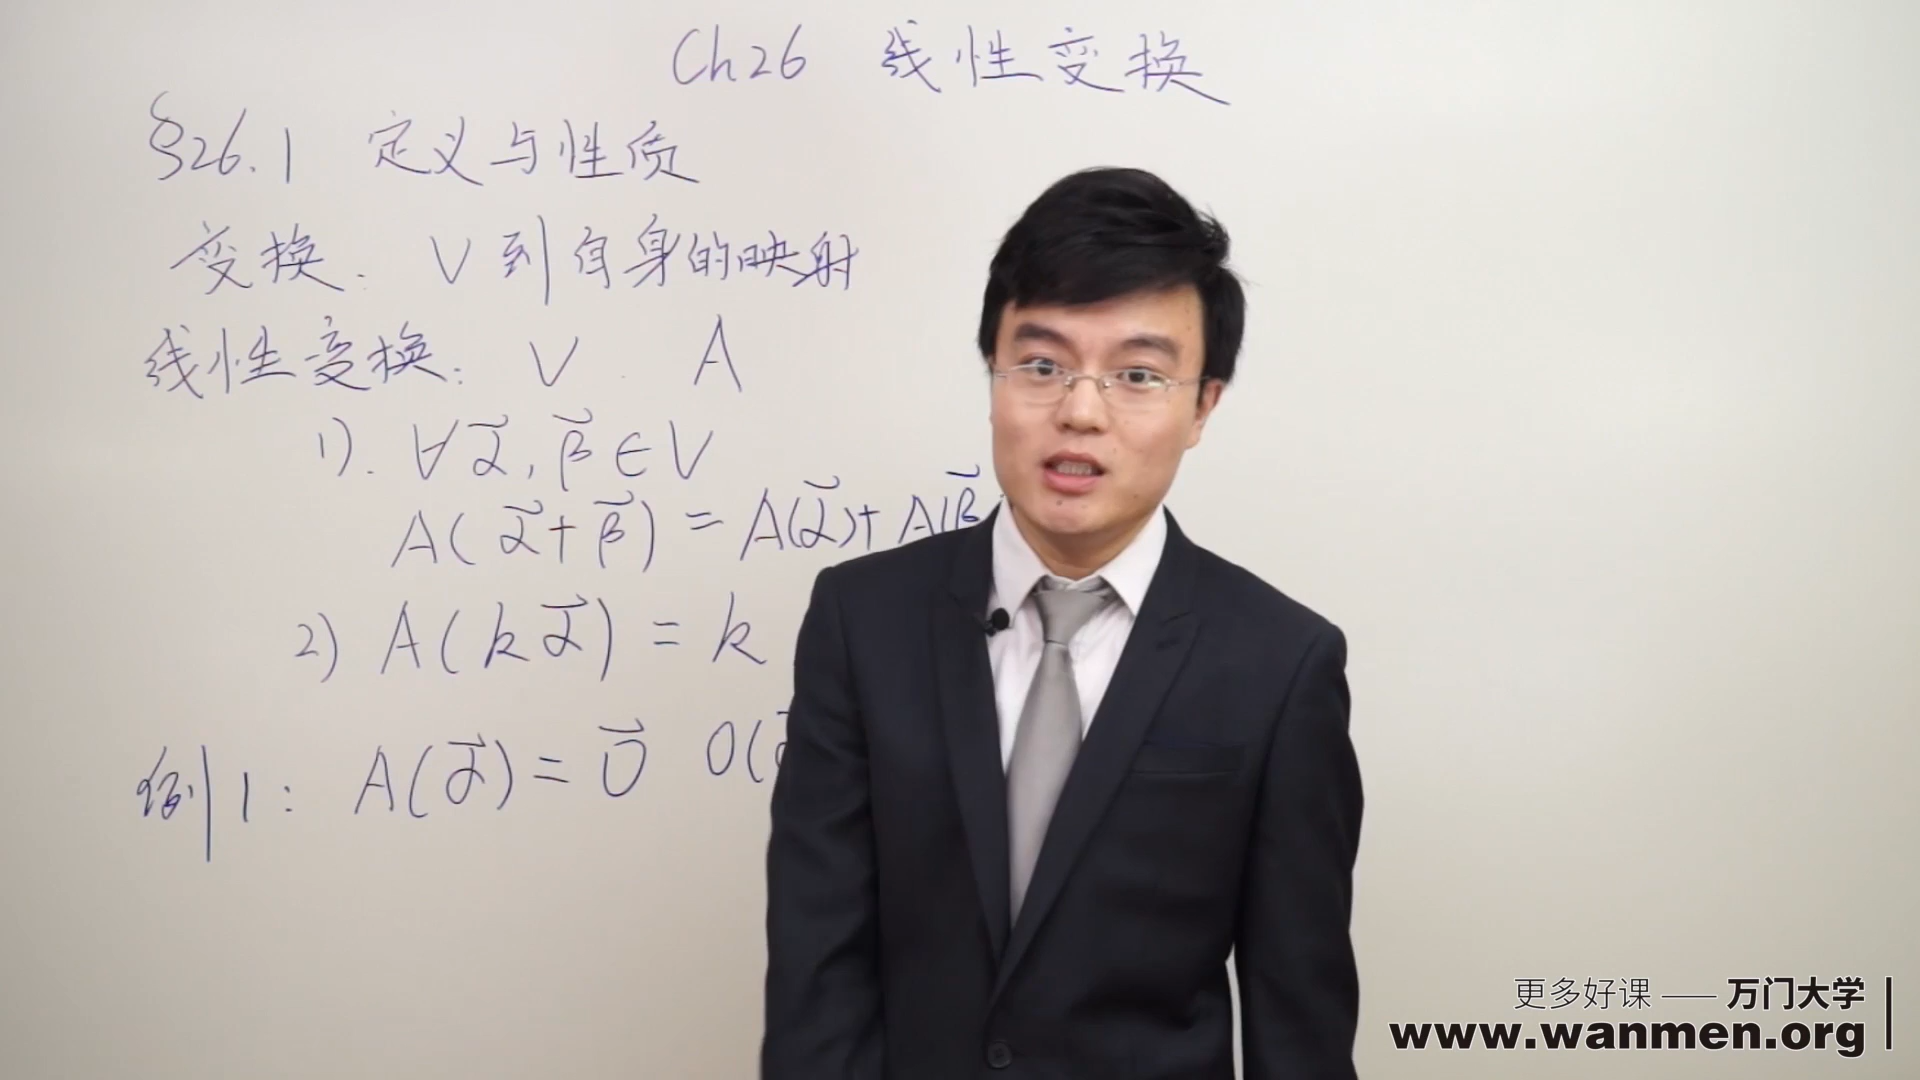 Ch26 线性变换
§26.1 定义与性质
变换: V到自身的映射
线性变换: V A
1). ∀α⃗, β⃗ ∈ V
A(α⃗+β⃗) = A(α⃗)+ A(β⃗
2) A(kα⃗) = k
例1: A(α⃗) = 0⃗ 0(
更多好课 —— 万门大学
www.wanmen.org